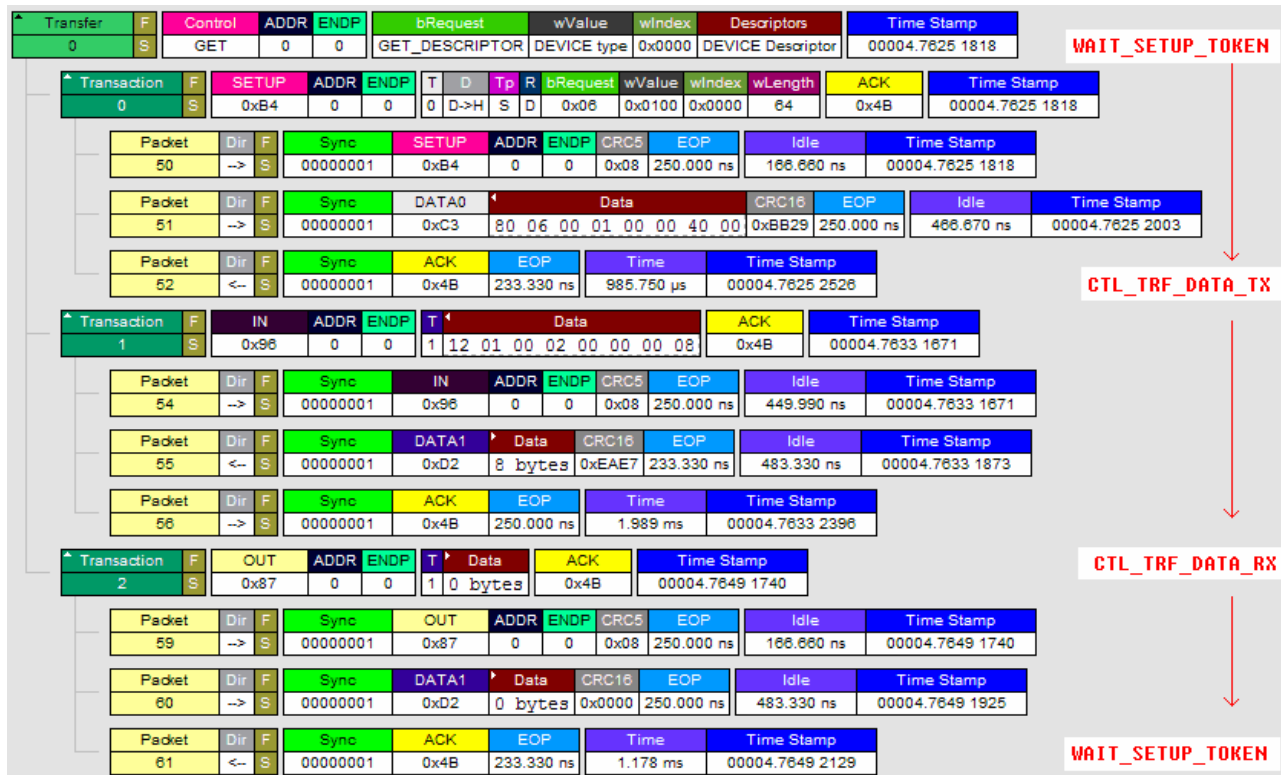 Transfer F Control ADDR ENDP bRequest wValue wIndex Descriptors Time Stamp
0 S GET 0 0 GET_DESCRIPTOR DEVICE type 0x0000 DEVICE Descriptor 00004.7625 1818
WAIT_SETUP_TOKEN
Transaction F SETUP ADDR ENDP T D Tp R bRequest wValue wIndex wLength ACK Time Stamp
0 S 0xB4 0 0 0 D->H S D 0x06 0x0100 0x0000 64 0x4B 00004.7625 1818
Packet Dir F Sync SETUP ADDR ENDP CRC5 EOP Idle Time Stamp
50 --> S 00000001 0xB4 0 0 0x08 250.000 ns 166.660 ns 00004.7625 1818
Packet Dir F Sync DATA0 Data CRC16 EOP Idle Time Stamp
51 --> S 00000001 0xC3 80 06 00 01 00 00 40 00 0xBB29 250.000 ns 466.670 ns 00004.7625 2003
Packet Dir F Sync ACK EOP Time Time Stamp
52 <-- S 00000001 0x4B 233.330 ns 985.750 µs 00004.7625 2526
CTL_TRF_DATA_TX
Transaction F IN ADDR ENDP T Data ACK Time Stamp
1 S 0x96 0 0 1 12 01 00 02 00 00 00 08 0x4B 00004.7633 1671
Packet Dir F Sync IN ADDR ENDP CRC5 EOP Idle Time Stamp
54 --> S 00000001 0x96 0 0 0x08 250.000 ns 449.990 ns 00004.7633 1671
Packet Dir F Sync DATA1 Data CRC16 EOP Idle Time Stamp
55 <-- S 00000001 0xD2 8 bytes 0xEAE7 233.330 ns 483.330 ns 00004.7633 1873
Packet Dir F Sync ACK EOP Time Time Stamp
56 --> S 00000001 0x4B 250.000 ns 1.989 ms 00004.7633 2396
Transaction F OUT ADDR ENDP T Data ACK Time Stamp
2 S 0x87 0 0 1 0 bytes 0x4B 00004.7649 1740
CTL_TRF_DATA_RX
Packet Dir F Sync OUT ADDR ENDP CRC5 EOP Idle Time Stamp
59 --> S 00000001 0x87 0 0 0x08 250.000 ns 166.660 ns 00004.7649 1740
Packet Dir F Sync DATA1 Data CRC16 EOP Idle Time Stamp
60 --> S 00000001 0xD2 0 bytes 0x0000 250.000 ns 483.330 ns 00004.7649 1925
Packet Dir F Sync ACK EOP Time Time Stamp
61 <-- S 00000001 0x4B 233.330 ns 1.178 ms 00004.7649 2129
WAIT_SETUP_TOKEN